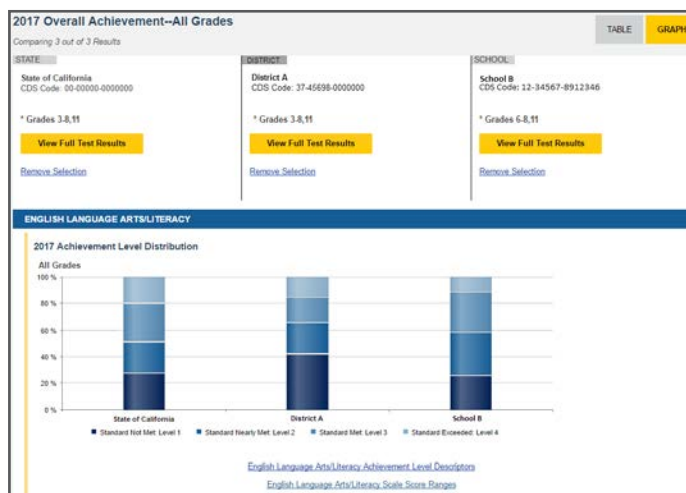 2017 Overall Achievement--All Grades
Comparing 3 out of 3 Results
TABLE
GRAPH
STATE
State of California
CDS Code: 00-00000-0000000
* Grades 3-8,11
View Full Test Results
Remove Selection
DISTRICT
District A
CDS Code: 37-45698-0000000
* Grades 3-8,11
View Full Test Results
Remove Selection
SCHOOL
School B
CDS Code: 12-34567-8912346
* Grades 6-8,11
View Full Test Results
Remove Selection
ENGLISH LANGUAGE ARTS/LITERACY
2017 Achievement Level Distribution
All Grades
100 %
80 %
60 %
40 %
20 %
0 %
State of California District A School B
Standard Not Met: Level 1 Standard Nearly Met: Level 2 Standard Met: Level 3 Standard Exceeded: Level 4
English Language Arts/Literacy Achievement Level Descriptors
English Language Arts/Literacy Scale Score Ranges